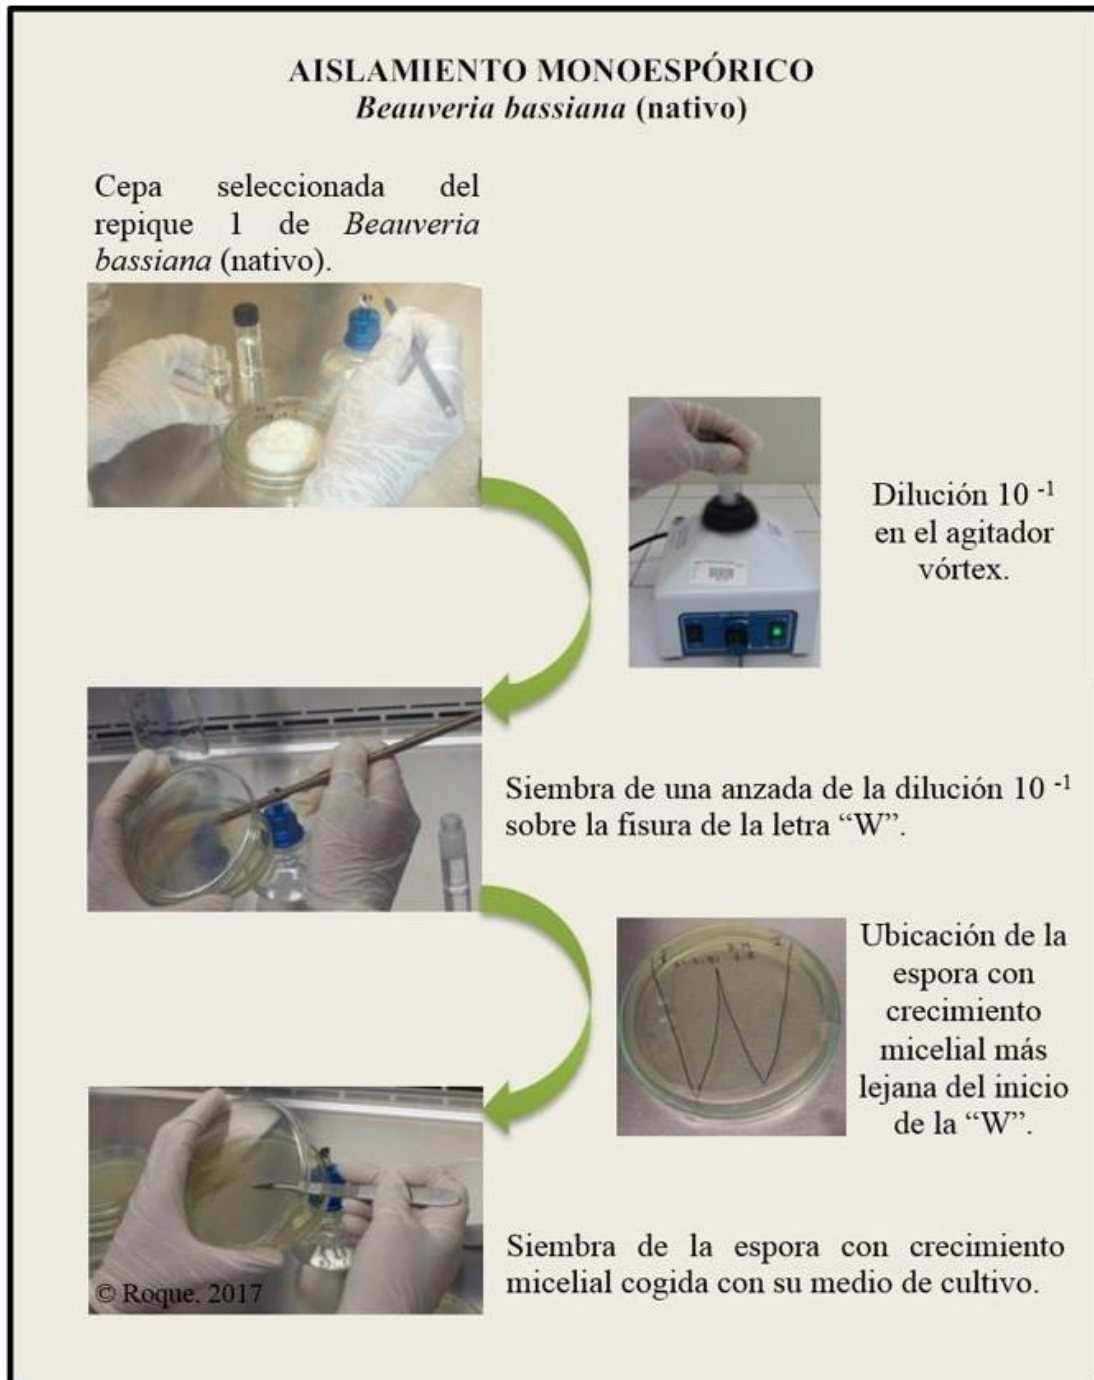 AISLAMIENTO MONOESPÓRICO
Beauveria bassiana (nativo)
Cepa seleccionada del
repique 1 de Beauveria
bassiana (nativo).
Dilución 10 -1
en el agitador
vórtex.
Siembra de una anzada de la dilución 10 -1
sobre la fisura de la letra “W”.
Ubicación de la
espora con
crecimiento
micelial más
lejana del inicio
de la “W”.
Siembra de la espora con crecimiento
micelial cogida con su medio de cultivo.
© Roque, 2017